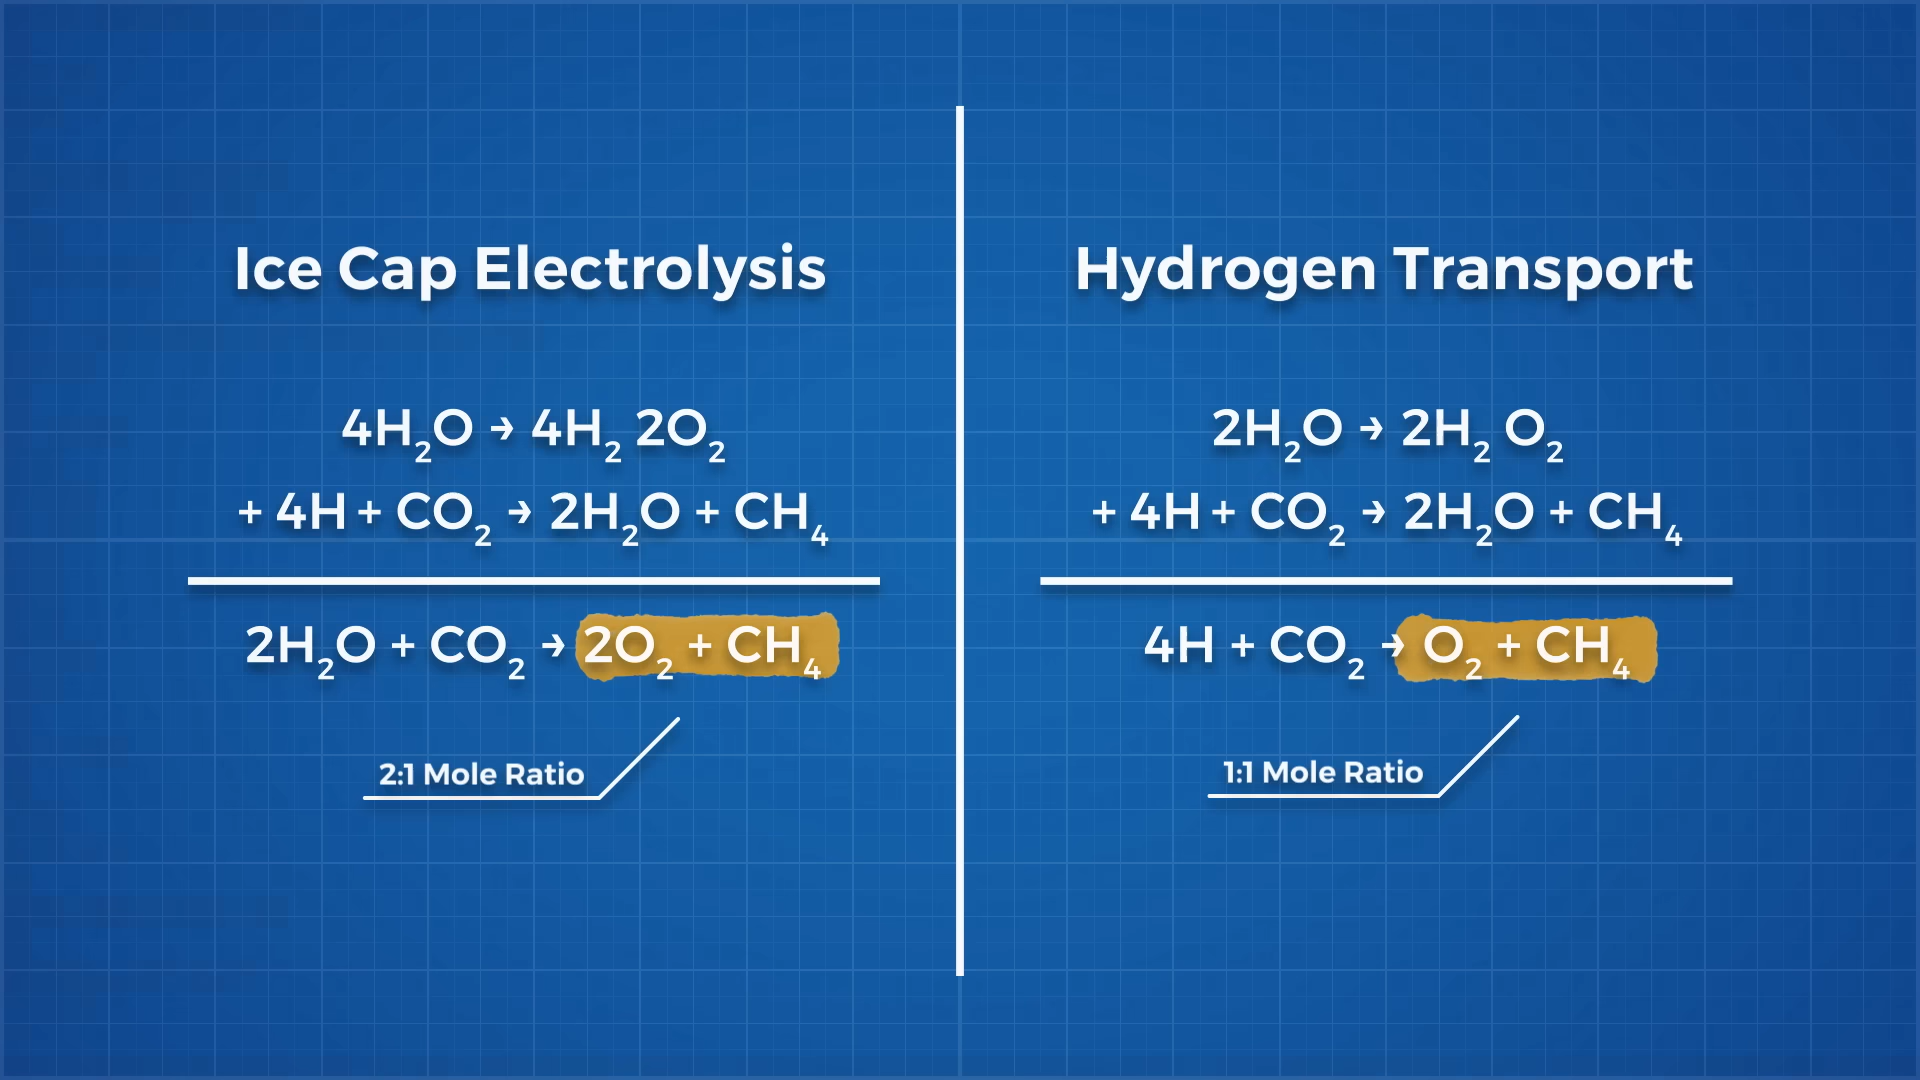 Ice Cap Electrolysis
4H₂O → 4H₂ 2O₂
+ 4H + CO₂ → 2H₂O + CH₄
2H₂O + CO₂ → 2O₂ + CH₄
2:1 Mole Ratio
Hydrogen Transport
2H₂O → 2H₂ O₂
+ 4H + CO₂ → 2H₂O + CH₄
4H + CO₂ → O₂ + CH₄
1:1 Mole Ratio